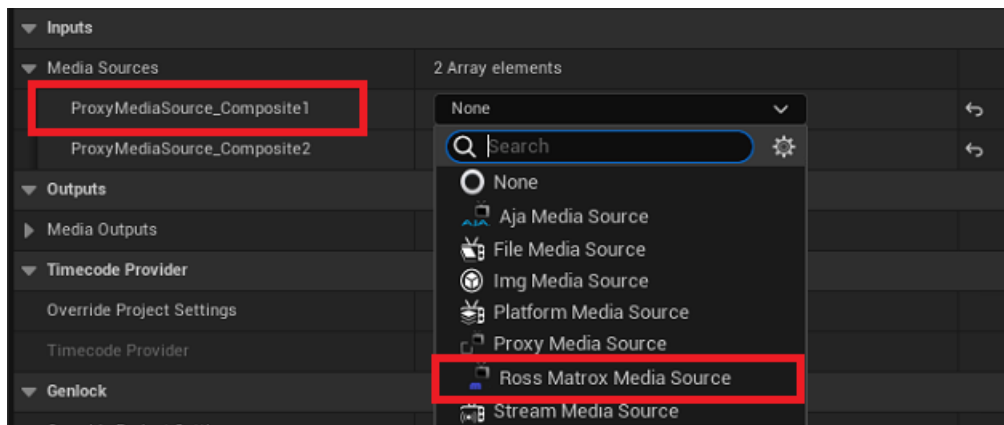 Inputs
Media Sources
2 Array elements
ProxyMediaSource_Composite1
None
ProxyMediaSource_Composite2
Search
None
Outputs
AJA Aja Media Source
Media Outputs
File Media Source
Timecode Provider
Img Media Source
Override Project Settings
Platform Media Source
Timecode Provider
Proxy Media Source
Ross Matrox Media Source
Genlock
Stream Media Source